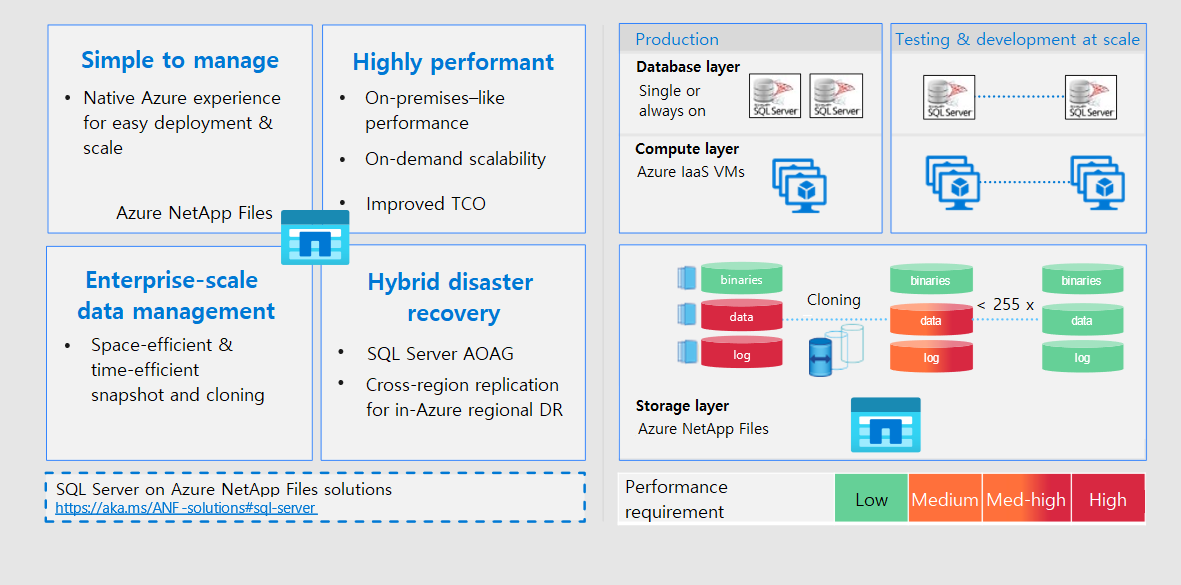 Simple to manage
• Native Azure experience
for easy deployment &
scale
Azure NetApp Files
Highly performant
• On-premises–like
performance
• On-demand scalability
• Improved TCO
Enterprise-scale
data management
• Space-efficient &
time-efficient
snapshot and cloning
Hybrid disaster
recovery
• SQL Server AOAG
• Cross-region replication
for in-Azure regional DR
SQL Server on Azure NetApp Files solutions
https://aka.ms/ANF-solutions#sql-server
Production
Database layer
Single or
always on
SQL Server
SQL Server
Compute layer
Azure IaaS VMs
Testing & development at scale
SQL Server
SQL Server
binaries
data
log
Cloning
binaries
data
log
< 255 x
binaries
data
log
Storage layer
Azure NetApp Files
Performance
requirement
Low
Medium
Med-high
High